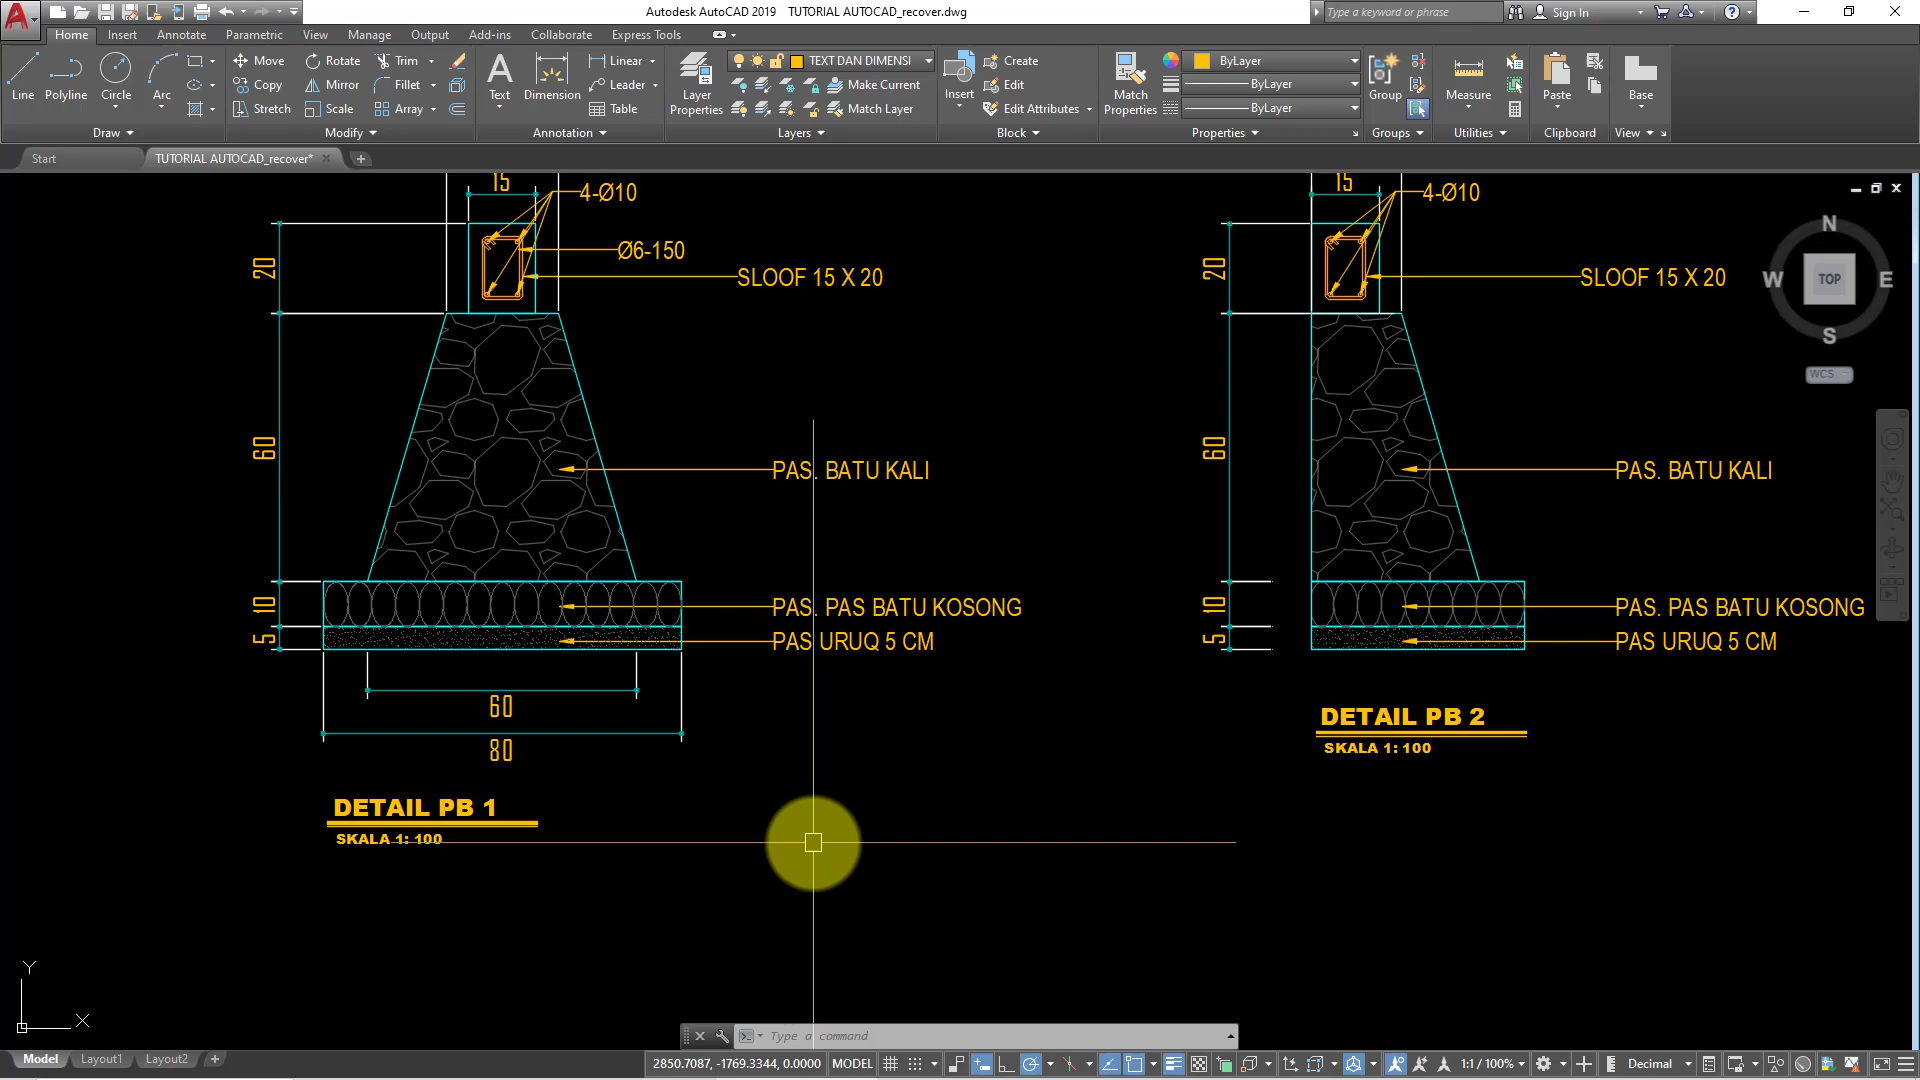 Autodesk AutoCAD 2019 TUTORIAL AUTOCAD_recover.dwg
Type a keyword or phrase
Sign In
Home Insert Annotate Parametric View Manage Output Add-ins Collaborate Express Tools
Line Polyline Circle Arc
Move Rotate Trim
Copy Mirror Fillet
Stretch Scale Array
Text Dimension
Linear
Leader
Table
Layer Properties
TEXT DAN DIMENSI
Make Current
Match Layer
Insert
Create
Edit
Edit Attributes
Match Properties
ByLayer
ByLayer
ByLayer
Group
Measure
Paste
Base
Draw Modify Annotation Layers Block Properties Groups Utilities Clipboard View
Start TUTORIAL AUTOCAD_recover*
15
4-Ø10
Ø6-150
SLOOF 15 X 20
20
60
PAS. BATU KALI
10
PAS. PAS BATU KOSONG
5
PAS URUQ 5 CM
60
80
DETAIL PB 1
SKALA 1: 100
15
4-Ø10
SLOOF 15 X 20
20
60
PAS. BATU KALI
10
PAS. PAS BATU KOSONG
5
PAS URUQ 5 CM
DETAIL PB 2
SKALA 1: 100
N
W TOP E
S
WCS
Y
X
Type a command
Model Layout1 Layout2
2850.7087, -1769.3344, 0.0000 MODEL 1:1 / 100% Decimal